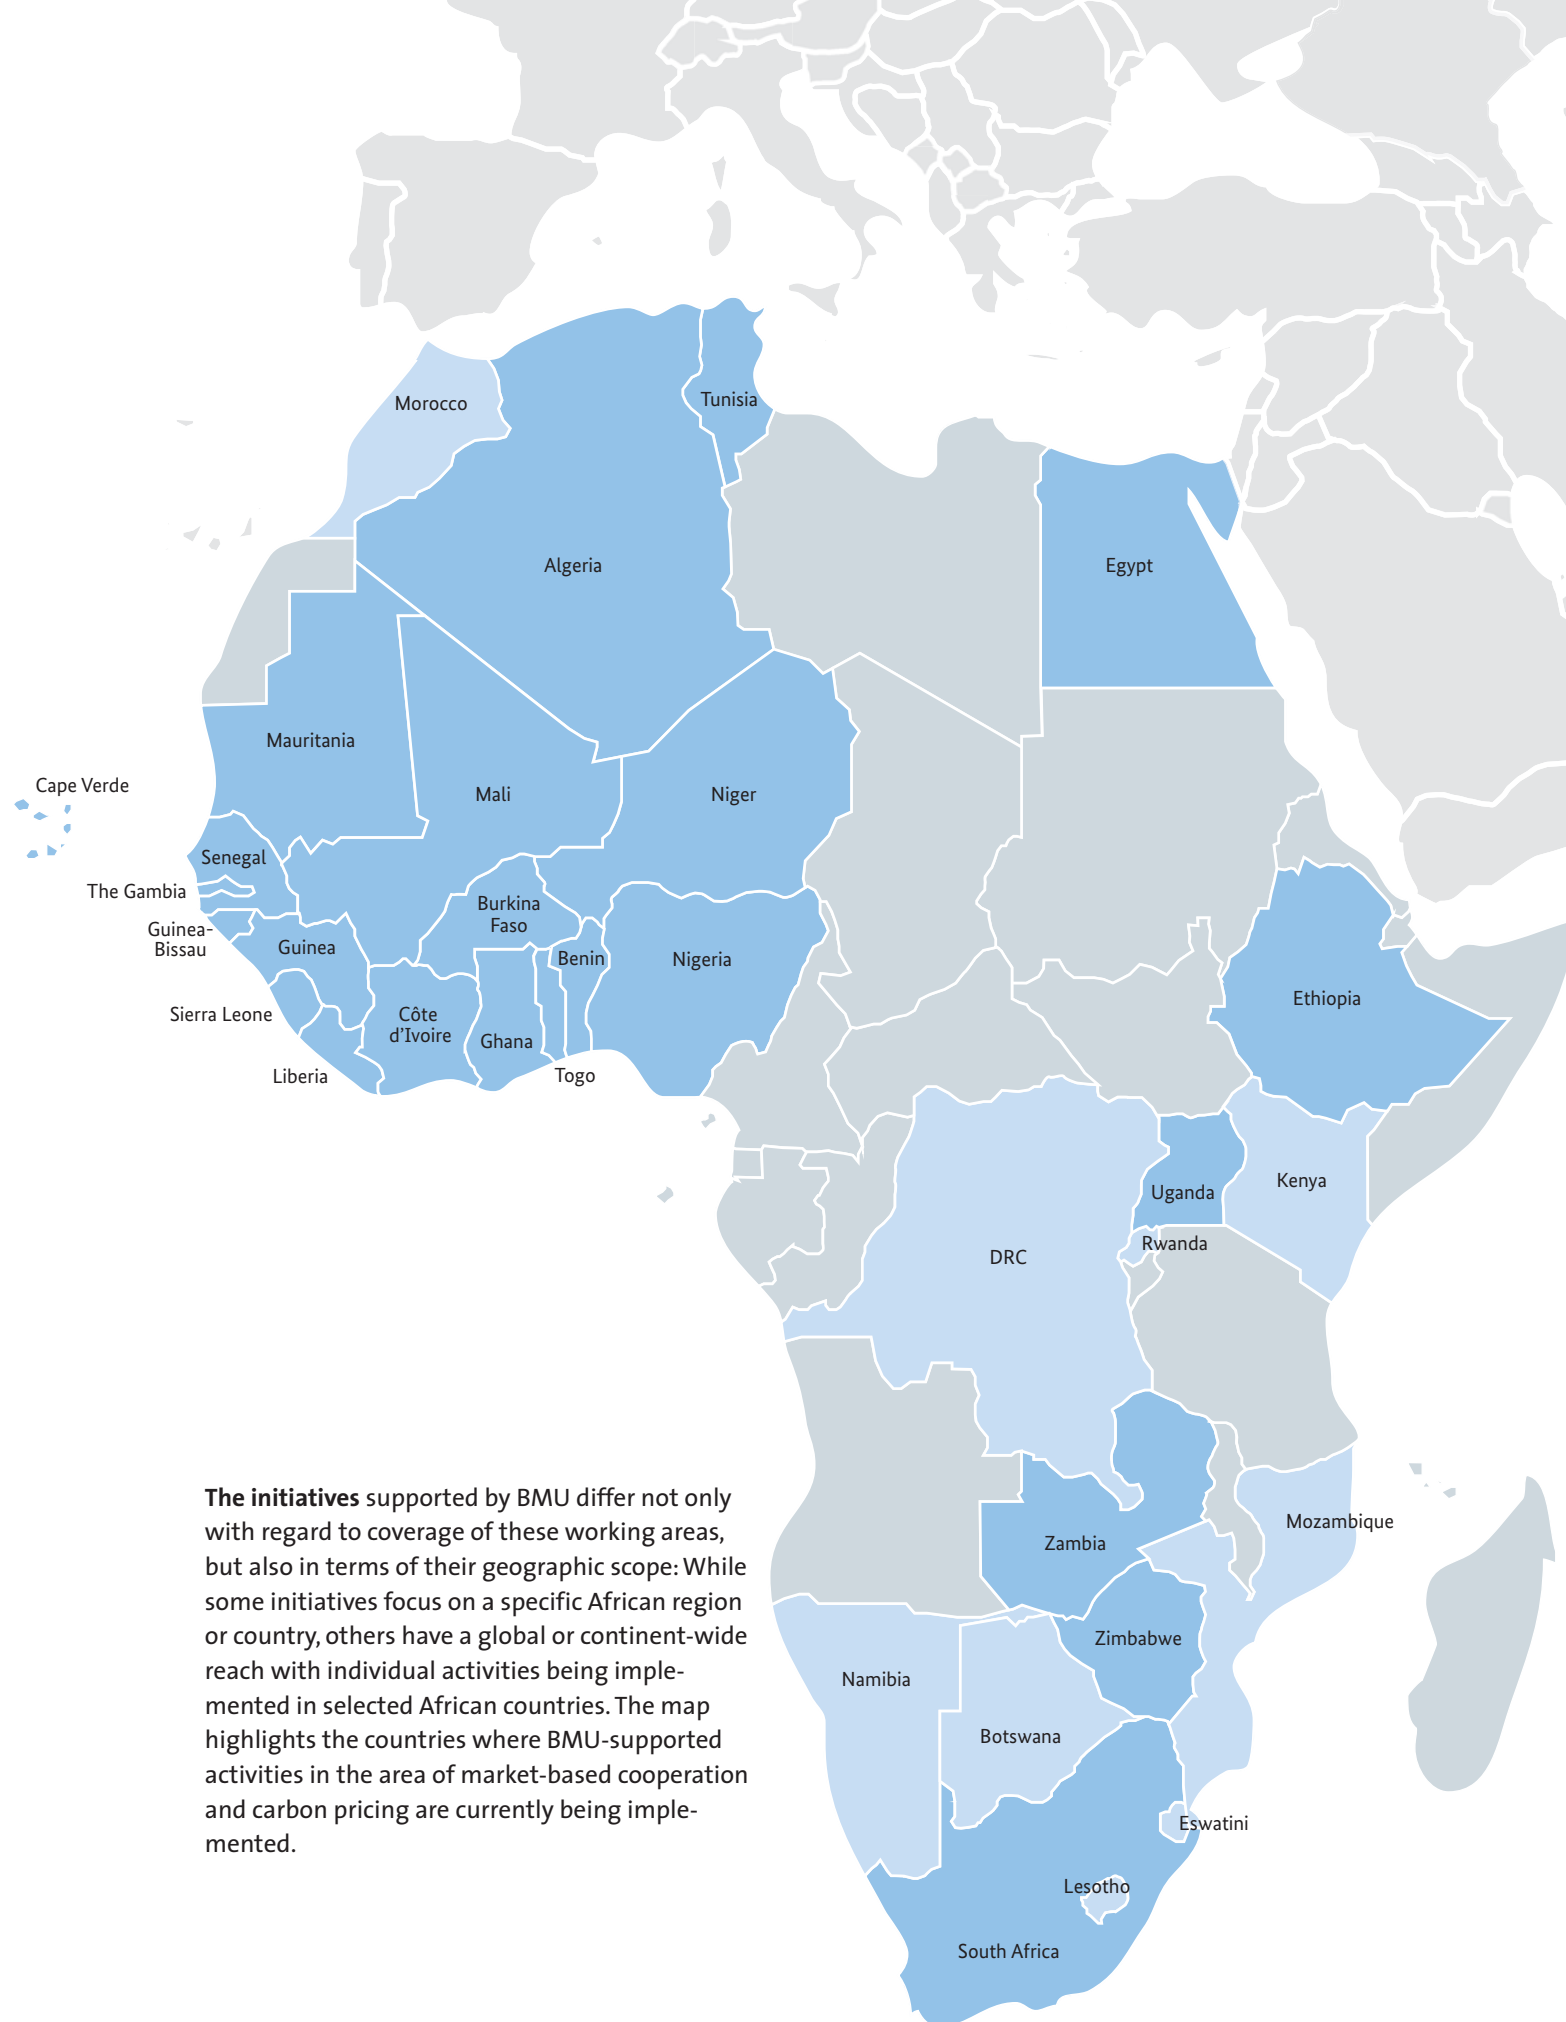 Morocco
Tunisia
Algeria
Egypt
Mauritania
Cape Verde
Mali
Niger
Senegal
The Gambia
Burkina
Faso
Guinea-
Bissau
Guinea
Benin
Nigeria
Ethiopia
Sierra Leone
Côte
d’Ivoire
Ghana
Liberia
Togo
Kenya
Uganda
Rwanda
DRC
The initiatives supported by BMU differ not only
with regard to coverage of these working areas,
but also in terms of their geographic scope: While
some initiatives focus on a specific African region
or country, others have a global or continent-wide
reach with individual activities being imple-
mented in selected African countries. The map
highlights the countries where BMU-supported
activities in the area of market-based cooperation
and carbon pricing are currently being imple-
mented.
Mozambique
Zambia
Zimbabwe
Namibia
Botswana
Eswatini
Lesotho
South Africa